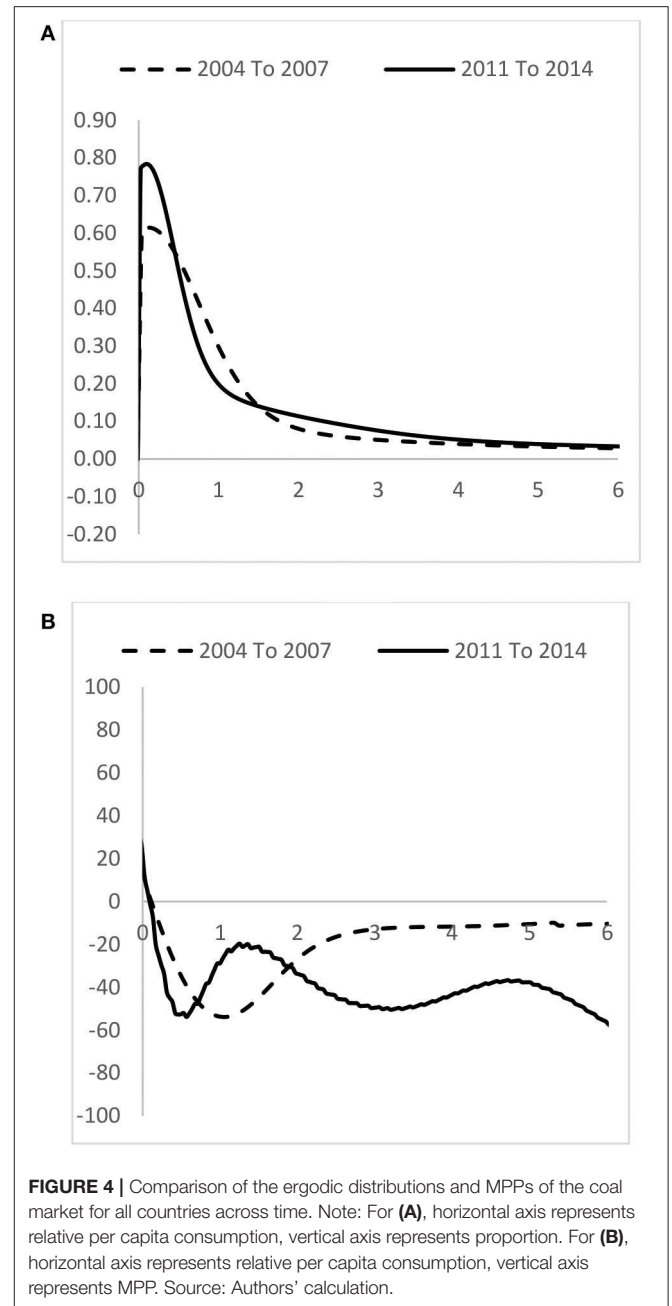 A
2004 To 2007 2011 To 2014
0.90
0.80
0.70
0.60
0.50
0.40
0.30
0.20
0.10
0.00
-0.10
-0.20
0 1 2 3 4 5 6
B
2004 To 2007 2011 To 2014
100
80
60
40
20
0
-20
-40
-60
-80
-100
0 1 2 3 4 5 6
FIGURE 4 | Comparison of the ergodic distributions and MPPs of the coal
market for all countries across time. Note: For (A), horizontal axis represents
relative per capita consumption, vertical axis represents proportion. For (B),
horizontal axis represents relative per capita consumption, vertical axis
represents MPP. Source: Authors' calculation.